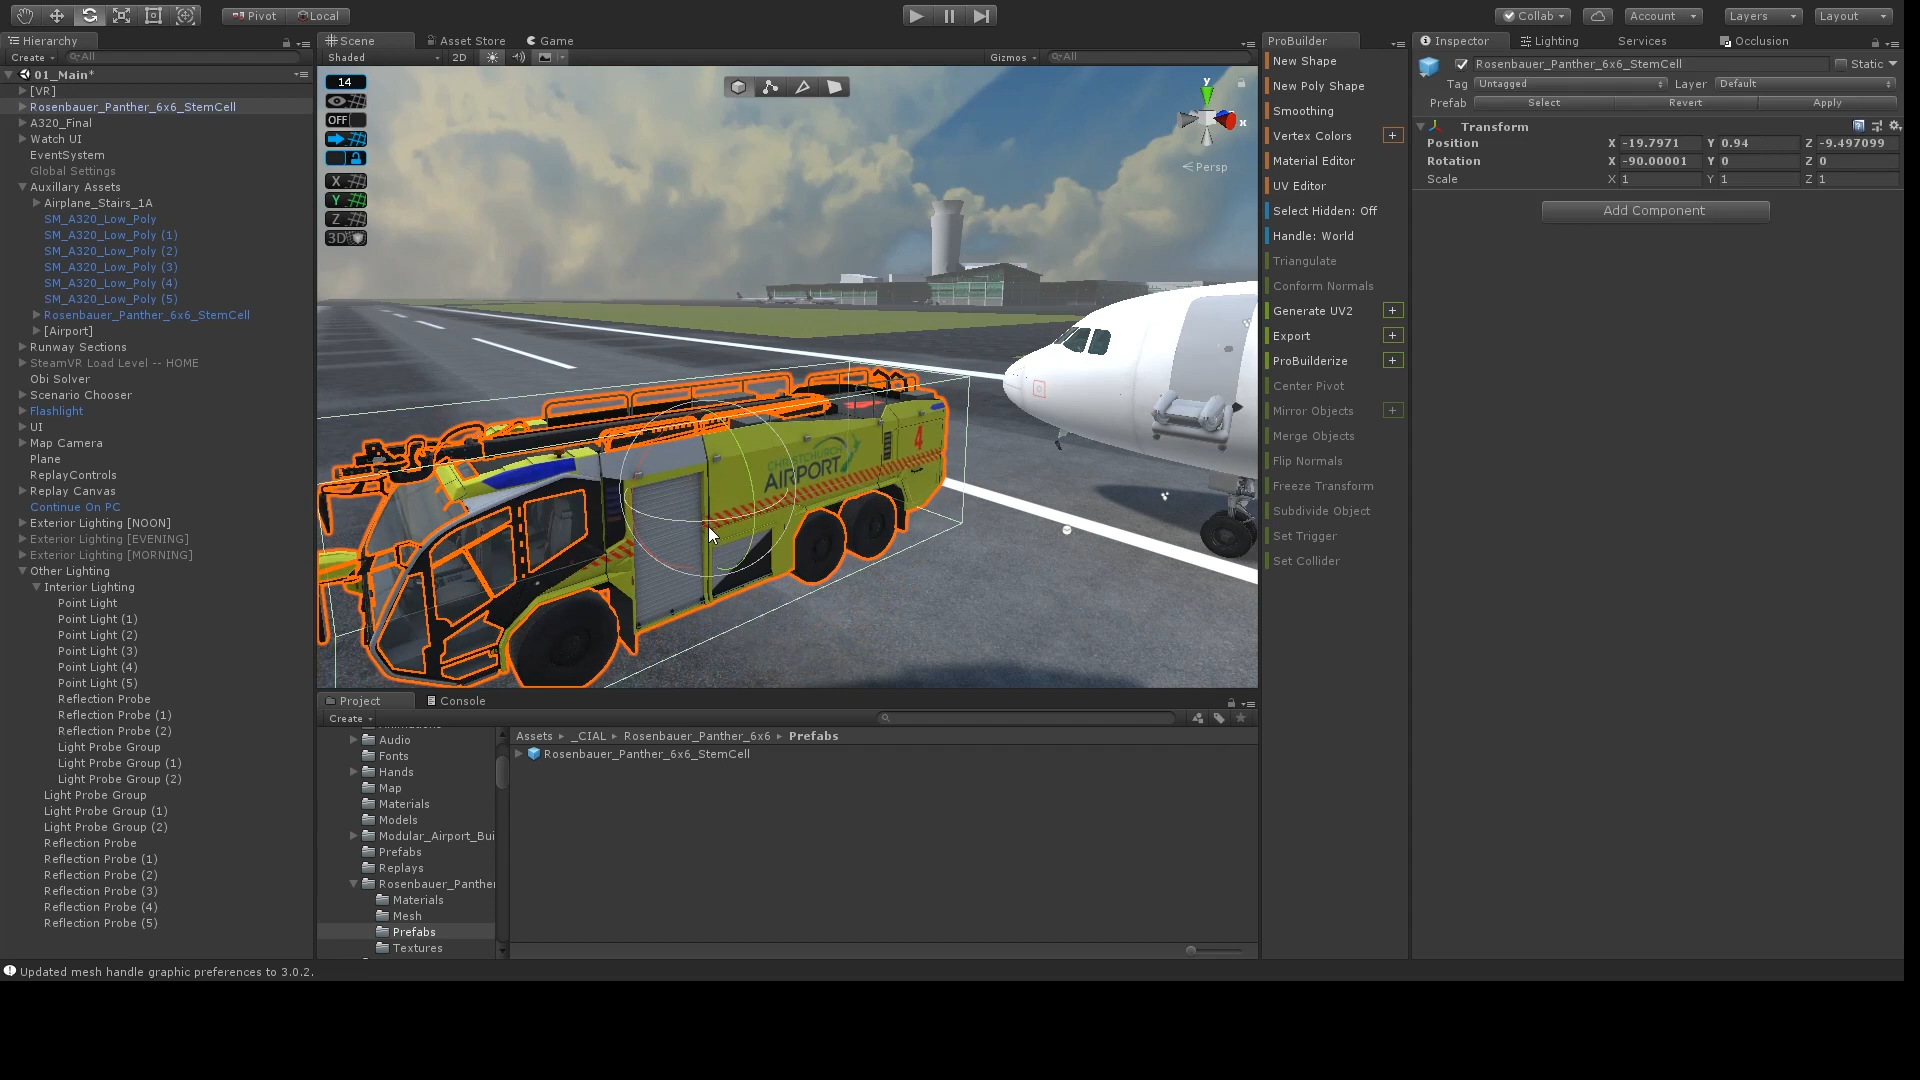 Pivot Local
Collab Account Layers Layout
Hierarchy
Create All
01_Main*
[VR]
Rosenbauer_Panther_6x6_StemCell
A320_Final
Watch UI
EventSystem
Global Settings
Auxillary Assets
Airplane_Stairs_1A
SM_A320_Low_Poly
SM_A320_Low_Poly (1)
SM_A320_Low_Poly (2)
SM_A320_Low_Poly (3)
SM_A320_Low_Poly (4)
SM_A320_Low_Poly (5)
Rosenbauer_Panther_6x6_StemCell
[Airport]
Runway Sections
SteamVR Load Level -- HOME
Obi Solver
Scenario Chooser
Flashlight
UI
Map Camera
Plane
ReplayControls
Replay Canvas
Continue On PC
Exterior Lighting [NOON]
Exterior Lighting [EVENING]
Exterior Lighting [MORNING]
Other Lighting
Interior Lighting
Point Light
Point Light (1)
Point Light (2)
Point Light (3)
Point Light (4)
Point Light (5)
Reflection Probe
Reflection Probe (1)
Reflection Probe (2)
Light Probe Group
Light Probe Group (1)
Light Probe Group (2)
Light Probe Group
Light Probe Group (1)
Light Probe Group (2)
Reflection Probe
Reflection Probe (1)
Reflection Probe (2)
Reflection Probe (3)
Reflection Probe (4)
Reflection Probe (5)
Scene Asset Store Game
Shaded 2D Gizmos All
14
OFF
X
Y
Z
3D
y
x
Persp
CHRISTCHURCH
AIRPORT
4
Project Console
Create
Audio
Fonts
Hands
Map
Materials
Models
Modular_Airport_Bui
Prefabs
Replays
Rosenbauer_Panther
Materials
Mesh
Prefabs
Textures
Assets _CIAL Rosenbauer_Panther_6x6 Prefabs
Rosenbauer_Panther_6x6_StemCell
ProBuilder
New Shape
New Poly Shape
Smoothing
Vertex Colors +
Material Editor
UV Editor
Select Hidden: Off
Handle: World
Triangulate
Conform Normals
Generate UV2 +
Export +
ProBuilderize +
Center Pivot
Mirror Objects +
Merge Objects
Flip Normals
Freeze Transform
Subdivide Object
Set Trigger
Set Collider
Inspector Lighting Services Occlusion
Rosenbauer_Panther_6x6_StemCell Static
Tag Untagged Layer Default
Prefab Select Revert Apply
Transform
Position X -19.7971 Y 0.94 Z -9.497099
Rotation X -90.00001 Y 0 Z 0
Scale X 1 Y 1 Z 1
Add Component
Updated mesh handle graphic preferences to 3.0.2.